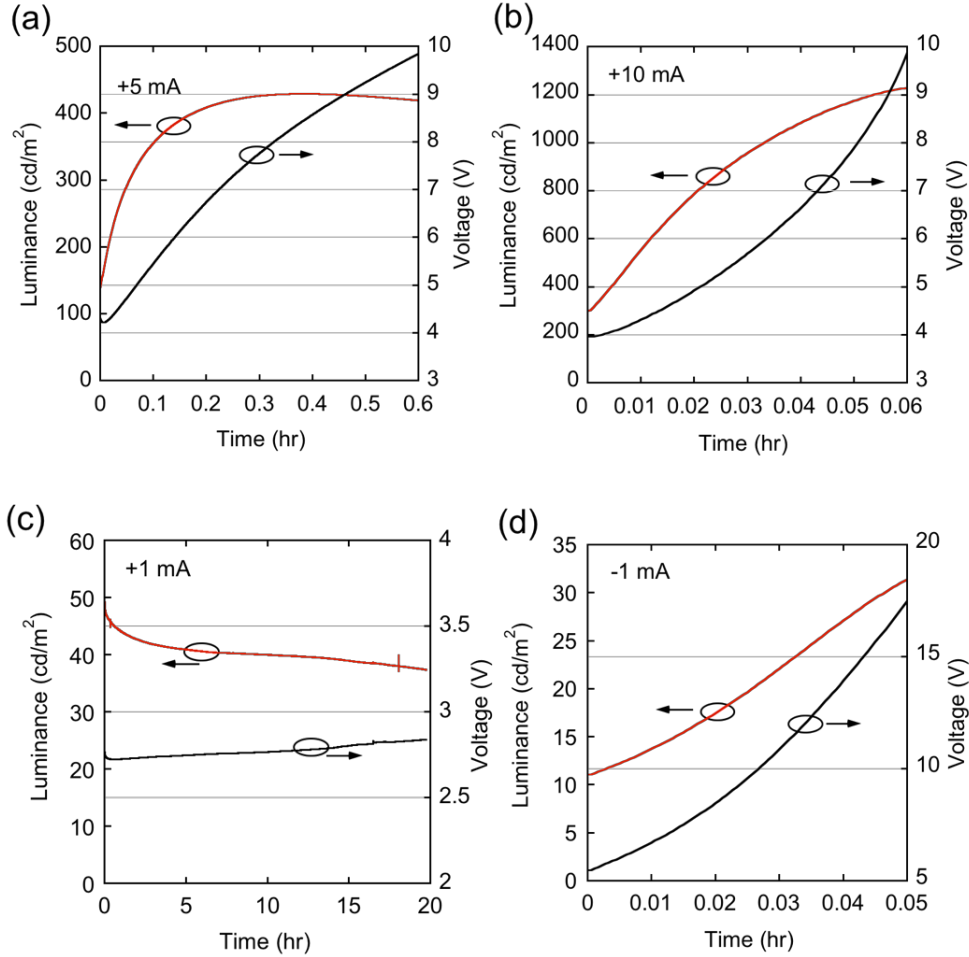 (a)
+5 mA
Luminance (cd/m²)
500
400
300
200
100
0
10
9
8
7
6
5
4
3
Voltage (V)
0 0.1 0.2 0.3 0.4 0.5 0.6
Time (hr)
(b)
+10 mA
Luminance (cd/m²)
1400
1200
1000
800
600
400
200
0
10
9
8
7
6
5
4
3
Voltage (V)
0 0.01 0.02 0.03 0.04 0.05 0.06
Time (hr)
(c)
+1 mA
Luminance (cd/m²)
60
50
40
30
20
10
0
4
3.5
3
2.5
2
Voltage (V)
0 5 10 15 20
Time (hr)
(d)
-1 mA
Luminance (cd/m²)
35
30
25
20
15
10
5
0
20
15
10
5
Voltage (V)
0 0.01 0.02 0.03 0.04 0.05
Time (hr)